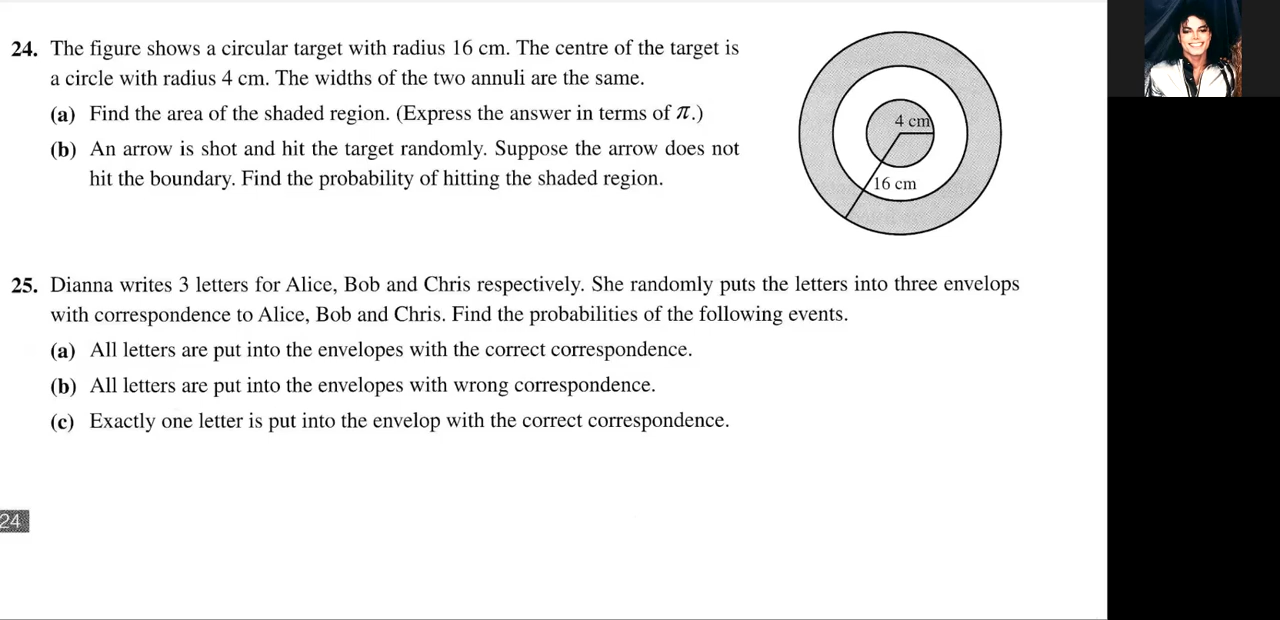 24. The figure shows a circular target with radius 16 cm. The centre of the target is
a circle with radius 4 cm. The widths of the two annuli are the same.
(a) Find the area of the shaded region. (Express the answer in terms of π.)
(b) An arrow is shot and hit the target randomly. Suppose the arrow does not
hit the boundary. Find the probability of hitting the shaded region.
4 cm
16 cm
25. Dianna writes 3 letters for Alice, Bob and Chris respectively. She randomly puts the letters into three envelops
with correspondence to Alice, Bob and Chris. Find the probabilities of the following events.
(a) All letters are put into the envelopes with the correct correspondence.
(b) All letters are put into the envelopes with wrong correspondence.
(c) Exactly one letter is put into the envelop with the correct correspondence.
24